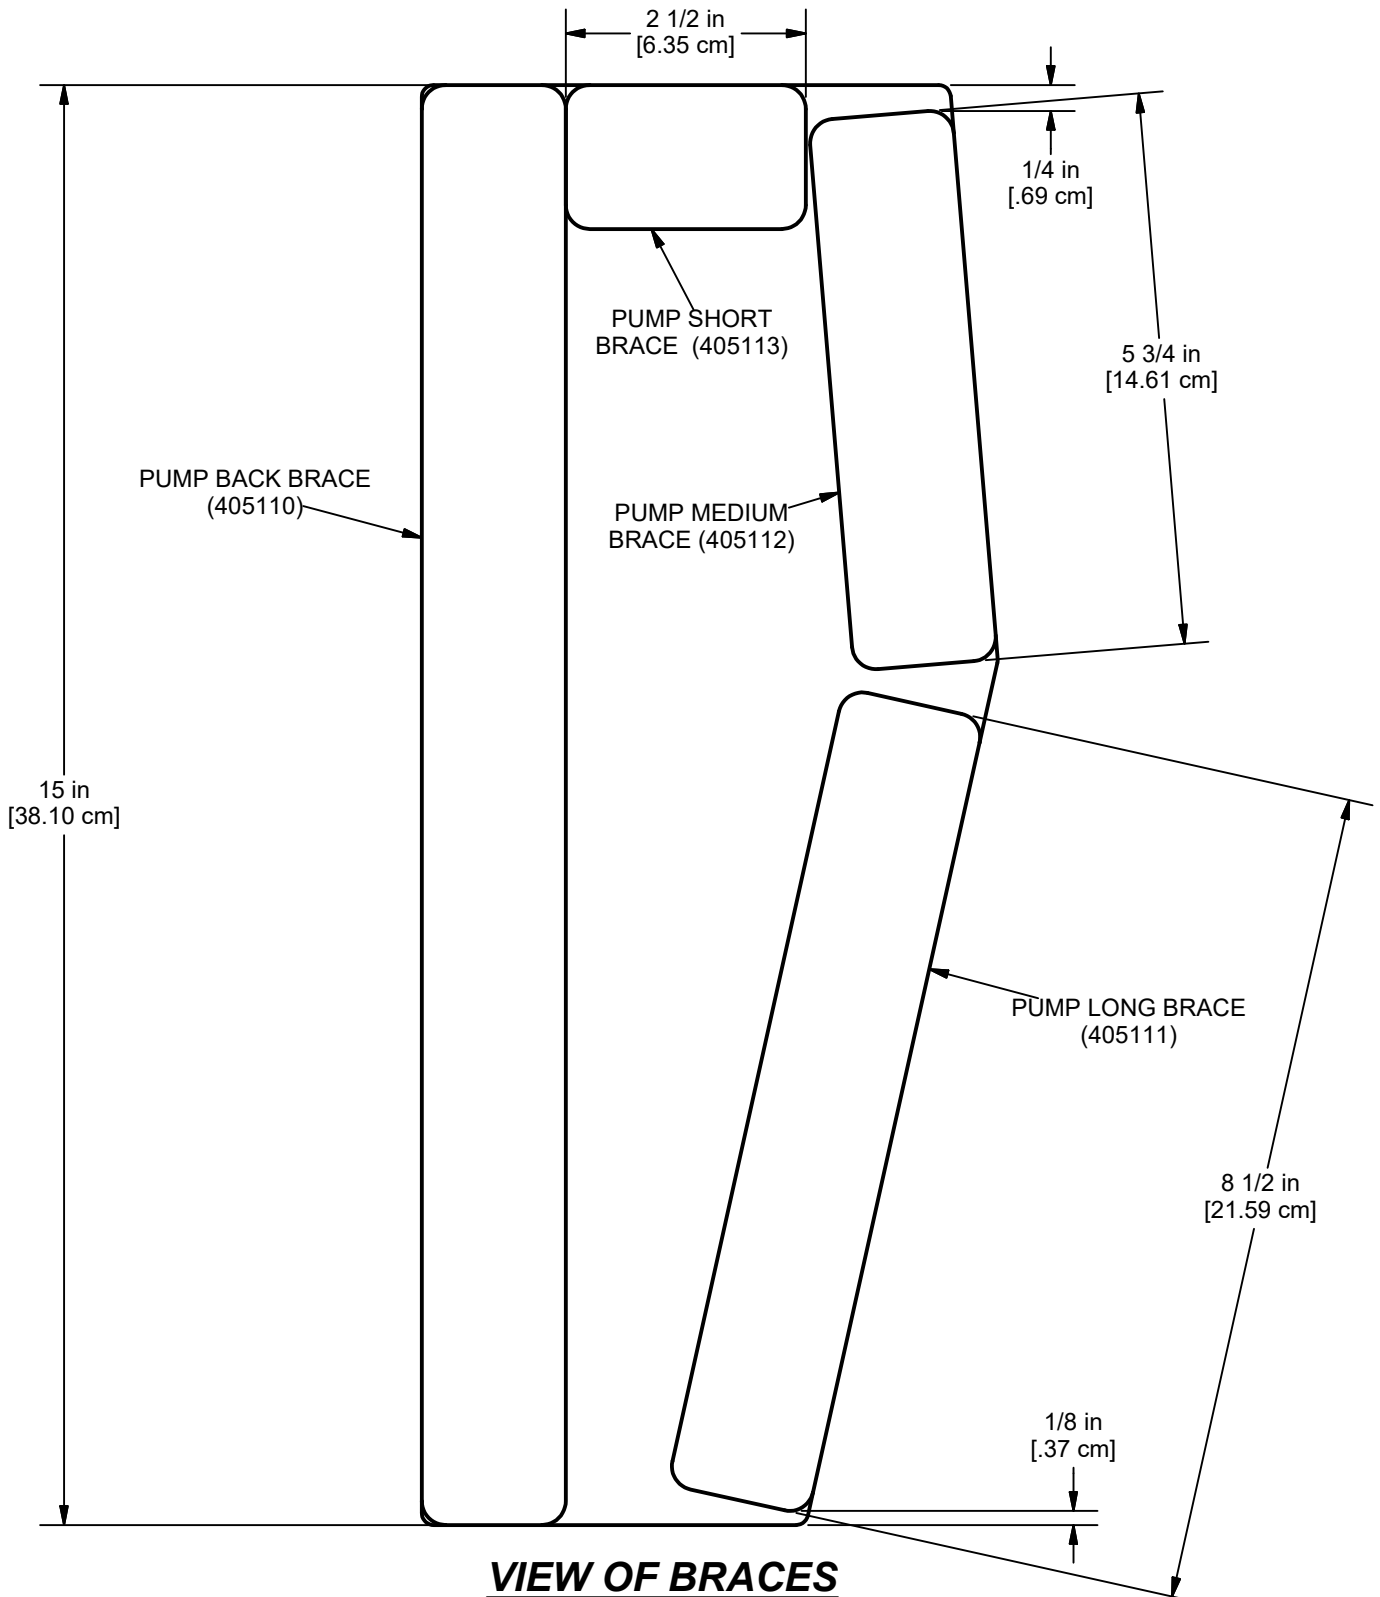 2 1/2 in
[6.35 cm]
1/4 in
[.69 cm]
PUMP SHORT
BRACE  (405113)
5 3/4 in
[14.61 cm]
PUMP BACK BRACE
(405110)
PUMP MEDIUM
BRACE (405112)
15 in
[38.10 cm]
PUMP LONG BRACE
(405111)
8 1/2 in
[21.59 cm]
1/8 in
[.37 cm]
VIEW OF BRACES